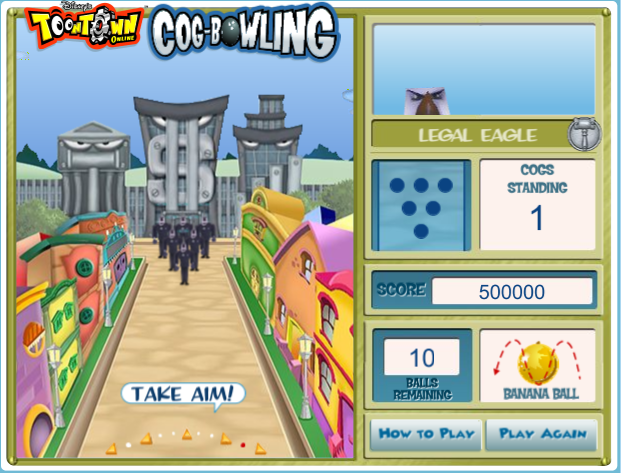 Disney's
TOONTOWN
ONLINE
COG-BOWLING
LEGAL EAGLE
COGS
STANDING
1
SCORE 500000
10
BALLS
REMAINING
BANANA BALL
TAKE AIM!
HOW TO PLAY
PLAY AGAIN